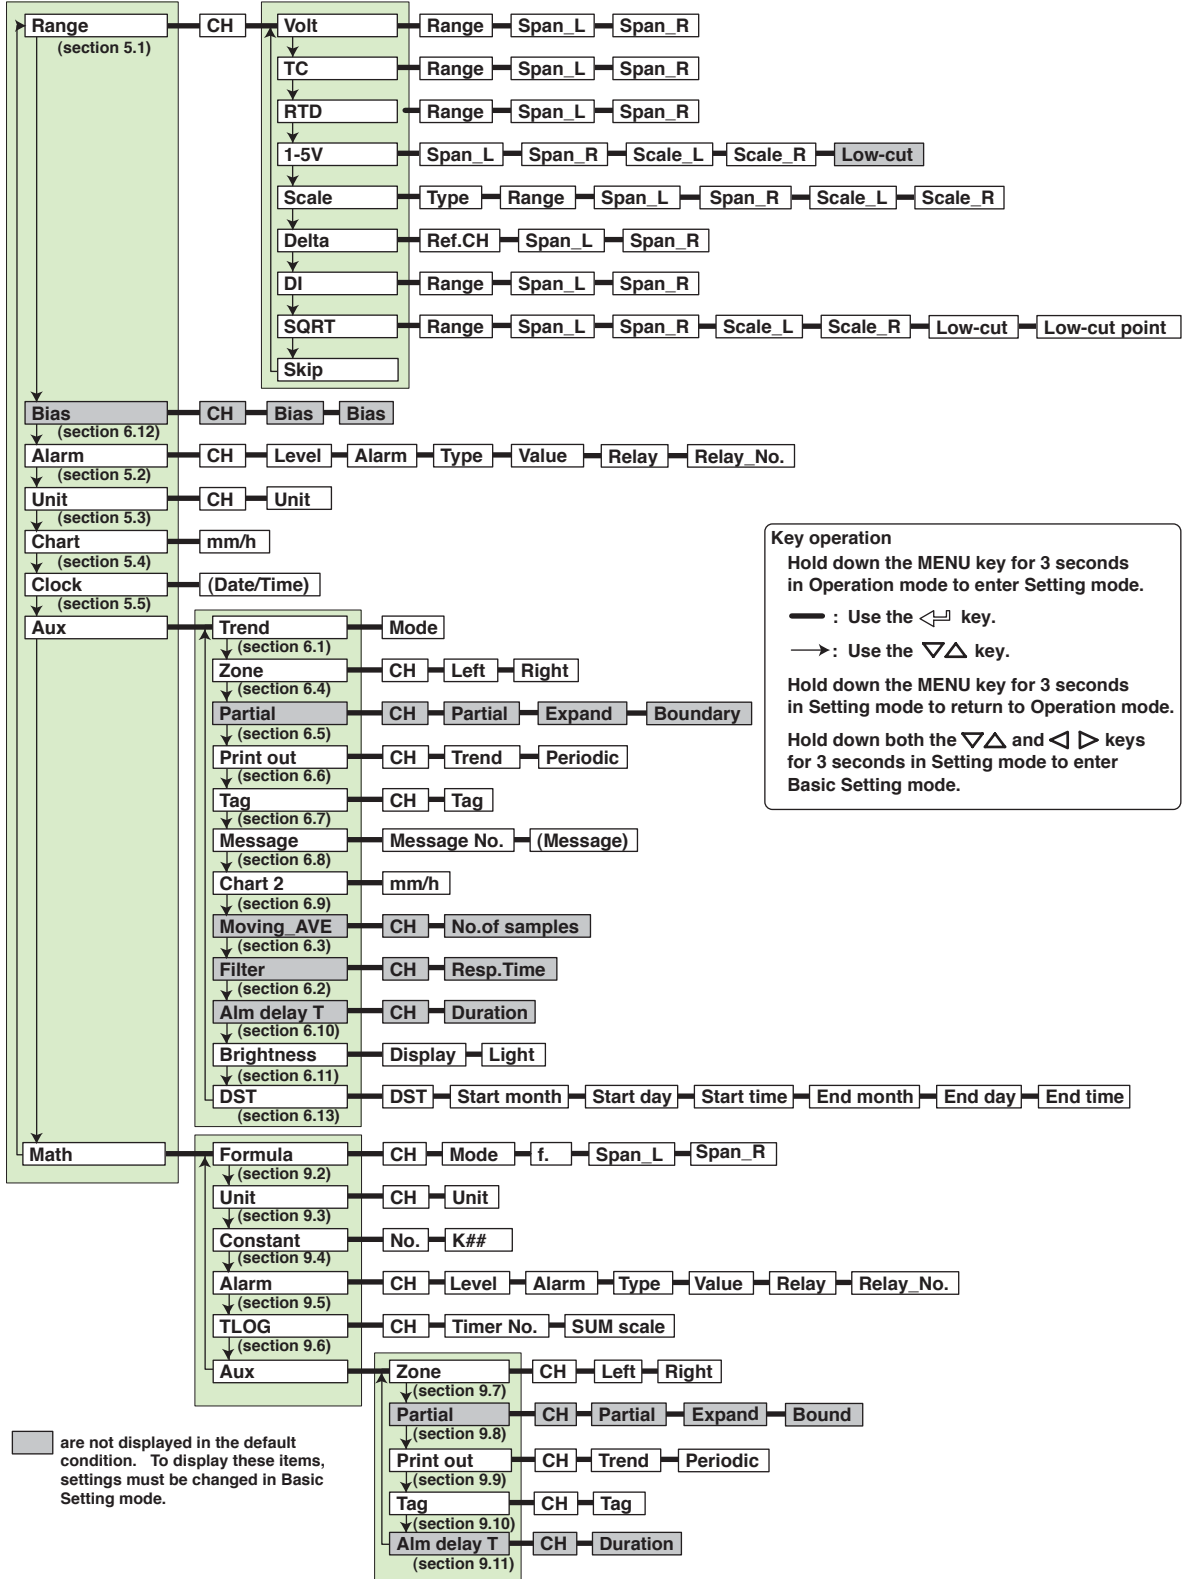 Range CH Volt Range Span_L Span_R
(section 5.1)
TC Range Span_L Span_R
RTD Range Span_L Span_R
1-5V Span_L Span_R Scale_L Scale_R Low-cut
Scale Type Range Span_L Span_R Scale_L Scale_R
Delta Ref.CH Span_L Span_R
DI Range Span_L Span_R
SQRT Range Span_L Span_R Scale_L Scale_R Low-cut Low-cut point
Skip
Bias CH Bias Bias
(section 6.12)
Alarm CH Level Alarm Type Value Relay Relay_No.
(section 5.2)
Unit CH Unit
(section 5.3)
Chart mm/h
(section 5.4)
Clock (Date/Time)
(section 5.5)
Aux Trend Mode
(section 6.1)
Zone CH Left Right
(section 6.4)
Partial CH Partial Expand Boundary
(section 6.5)
Print out CH Trend Periodic
(section 6.6)
Tag CH Tag
(section 6.7)
Message Message No. (Message)
(section 6.8)
Chart 2 mm/h
(section 6.9)
Moving_AVE CH No.of samples
(section 6.3)
Filter CH Resp.Time
(section 6.2)
Alm delay T CH Duration
(section 6.10)
Brightness Display Light
(section 6.11)
DST DST Start month Start day Start time End month End day End time
(section 6.13)
Key operation
Hold down the MENU key for 3 seconds
in Operation mode to enter Setting mode.
: Use the key.
: Use the key.
Hold down the MENU key for 3 seconds
in Setting mode to return to Operation mode.
Hold down both the and keys
for 3 seconds in Setting mode to enter
Basic Setting mode.
Math Formula CH Mode f. Span_L Span_R
(section 9.2)
Unit CH Unit
(section 9.3)
Constant No. K##
(section 9.4)
Alarm CH Level Alarm Type Value Relay Relay_No.
(section 9.5)
TLOG CH Timer No. SUM scale
(section 9.6)
Aux Zone CH Left Right
(section 9.7)
Partial CH Partial Expand Bound
(section 9.8)
Print out CH Trend Periodic
(section 9.9)
Tag CH Tag
(section 9.10)
Alm delay T CH Duration
(section 9.11)
are not displayed in the default
condition. To display these items,
settings must be changed in Basic
Setting mode.